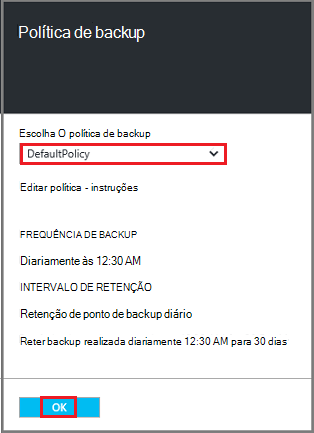 Política de backup
Escolha O política de backup
DefaultPolicy
Editar política - instruções
FREQUÊNCIA DE BACKUP
Diariamente às 12:30 AM
INTERVALO DE RETENÇÃO
Retenção de ponto de backup diário
Reter backup realizada diariamente 12:30 AM para 30 dias
OK